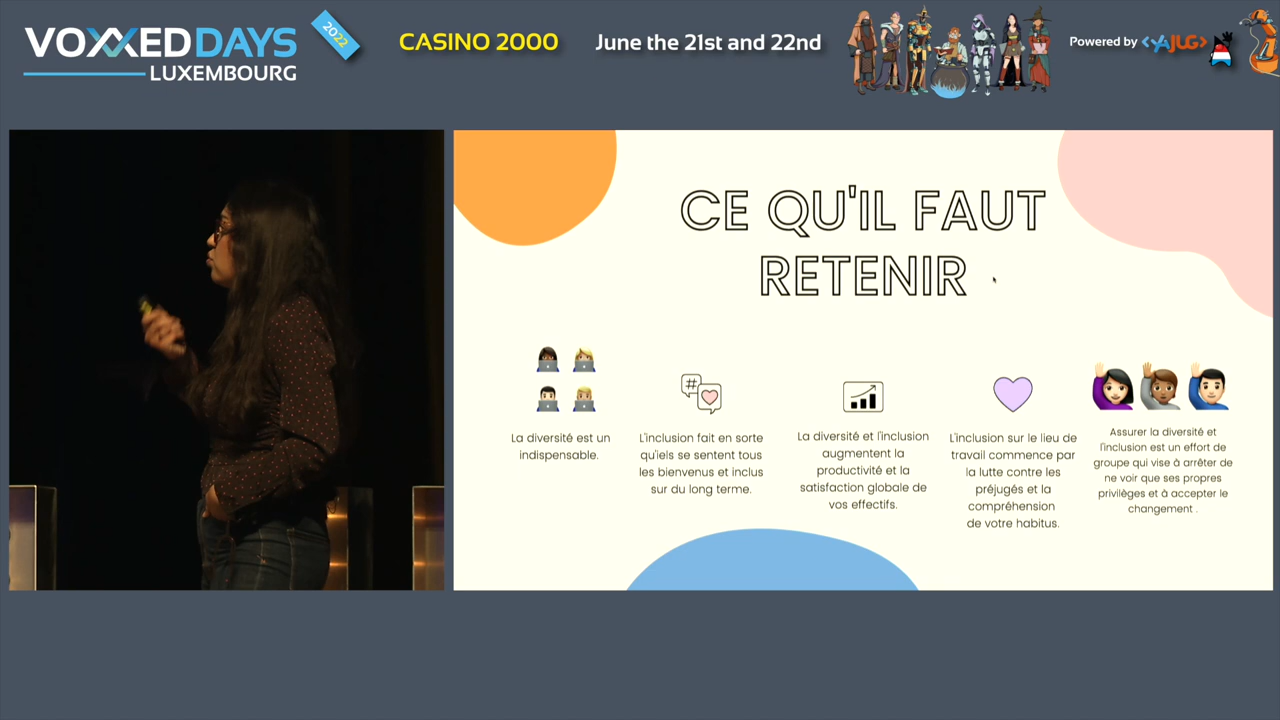 VOXXEDDAYS
LUXEMBOURG
2022
CASINO 2000
June the 21st and 22nd
Powered by <YAJUG>
CE QU'IL FAUT
RETENIR
La diversité est un
indispensable.
#
L'inclusion fait en sorte
qu'iels se sentent tous
les bienvenus et inclus
sur du long terme.
La diversité et l'inclusion
augmentent la
productivité et la
satisfaction globale de
vos effectifs.
L'inclusion sur le lieu de
travail commence par
la lutte contre les
préjugés et la
compréhension
de votre habitus.
Assurer la diversité et
l'inclusion est un effort de
groupe qui vise à arrêter de
ne voir que ses propres
privilèges et à accepter le
changement .